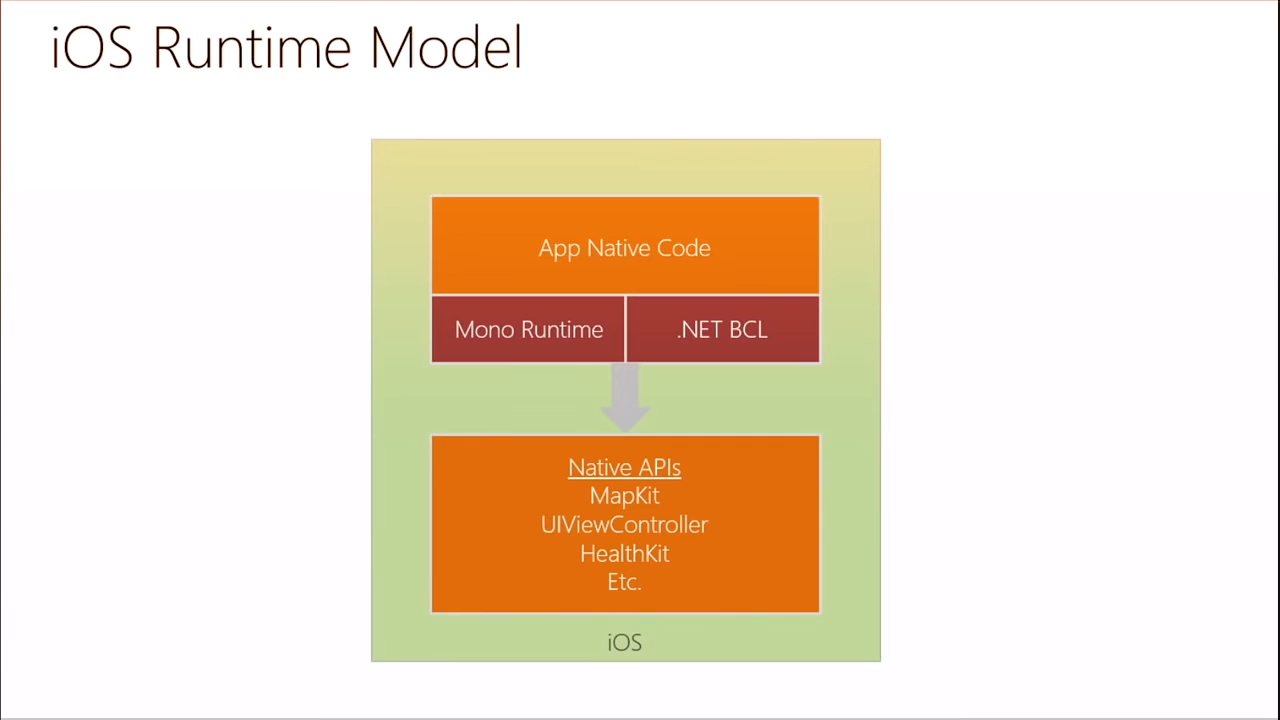 iOS Runtime Model
App Native Code
Mono Runtime
.NET BCL
Native APIs
MapKit
UIViewController
HealthKit
Etc.
iOS